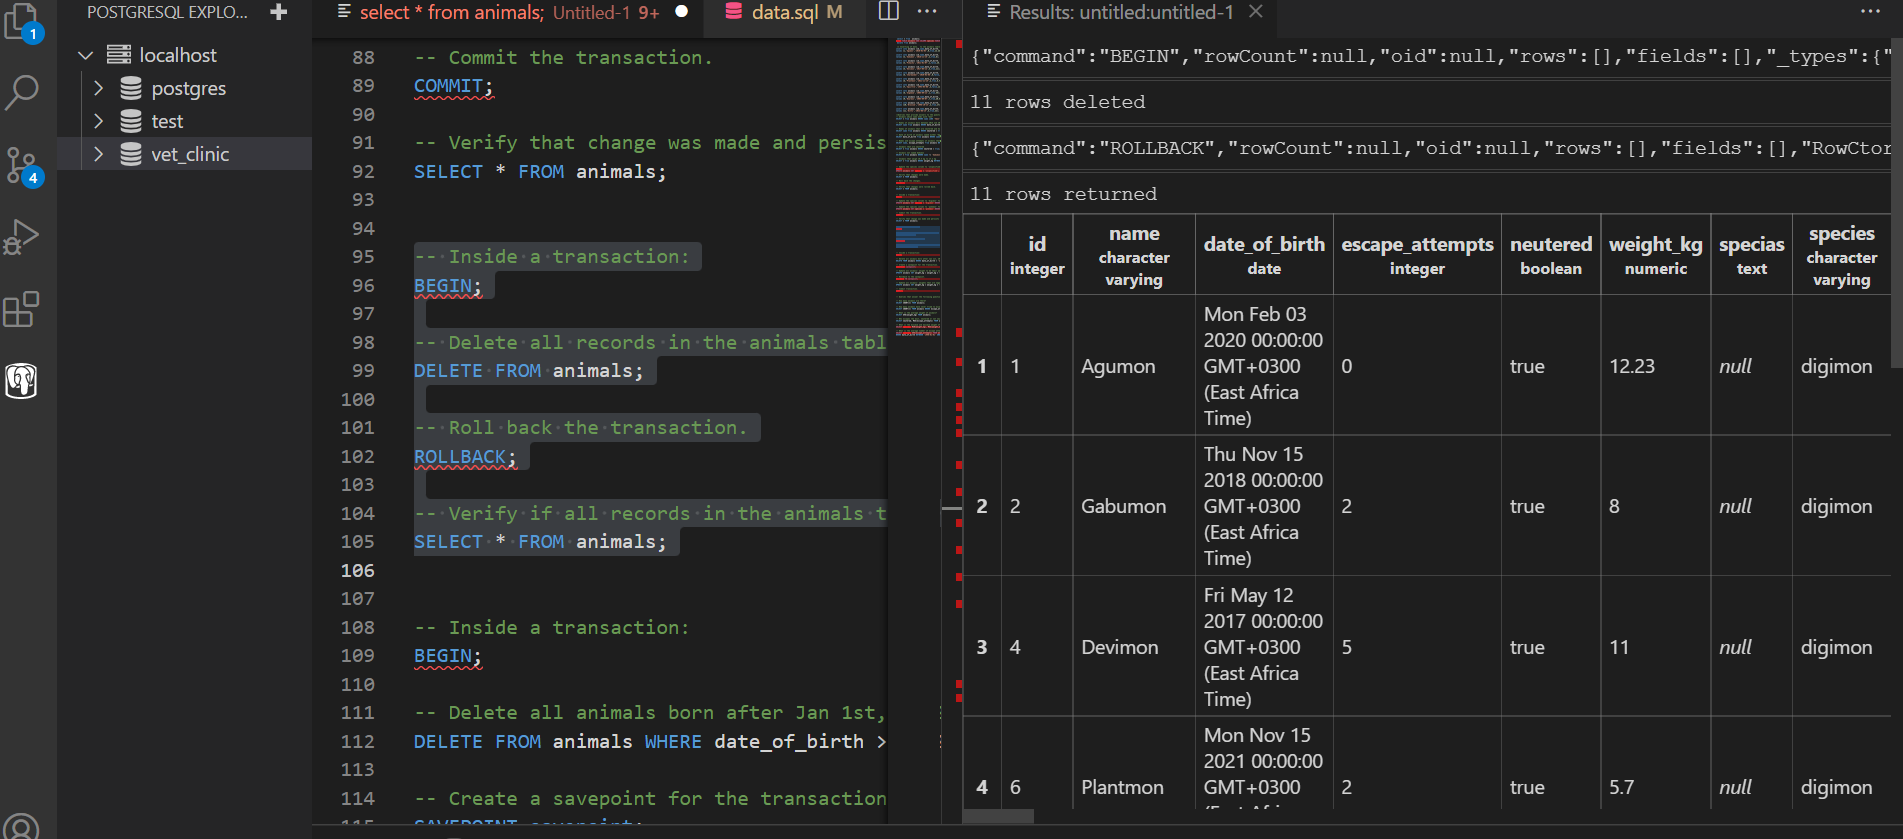 POSTGRESQL EXPLO...
1
4
localhost
postgres
test
vet_clinic
select * from animals; Untitled-1 9+
data.sql M
88 -- Commit the transaction.
89 COMMIT;
90
91 -- Verify that change was made and persis
92 SELECT * FROM animals;
93
94
95 -- Inside a transaction:
96 BEGIN;
97
98 -- Delete all records in the animals tabl
99 DELETE FROM animals;
100
101 -- Roll back the transaction.
102 ROLLBACK;
103
104 -- Verify if all records in the animals t
105 SELECT * FROM animals;
106
107
108 -- Inside a transaction:
109 BEGIN;
110
111 -- Delete all animals born after Jan 1st,
112 DELETE FROM animals WHERE date_of_birth >
113
114 -- Create a savepoint for the transaction
115 SAVEPOINT savepoint;
Results: untitled:untitled-1
{"command":"BEGIN","rowCount":null,"oid":null,"rows":[],"fields":[],"_types":{"
11 rows deleted
{"command":"ROLLBACK","rowCount":null,"oid":null,"rows":[],"fields":[],"RowCtor
11 rows returned
id integer
name character varying
date_of_birth date
escape_attempts integer
neutered boolean
weight_kg numeric
specias text
species character varying
1 1 Agumon Mon Feb 03 2020 00:00:00 GMT+0300 (East Africa Time) 0 true 12.23 null digimon
2 2 Gabumon Thu Nov 15 2018 00:00:00 GMT+0300 (East Africa Time) 2 true 8 null digimon
3 4 Devimon Fri May 12 2017 00:00:00 GMT+0300 (East Africa Time) 5 true 11 null digimon
4 6 Plantmon Mon Nov 15 2021 00:00:00 GMT+0300 (East Africa 2 true 5.7 null digimon